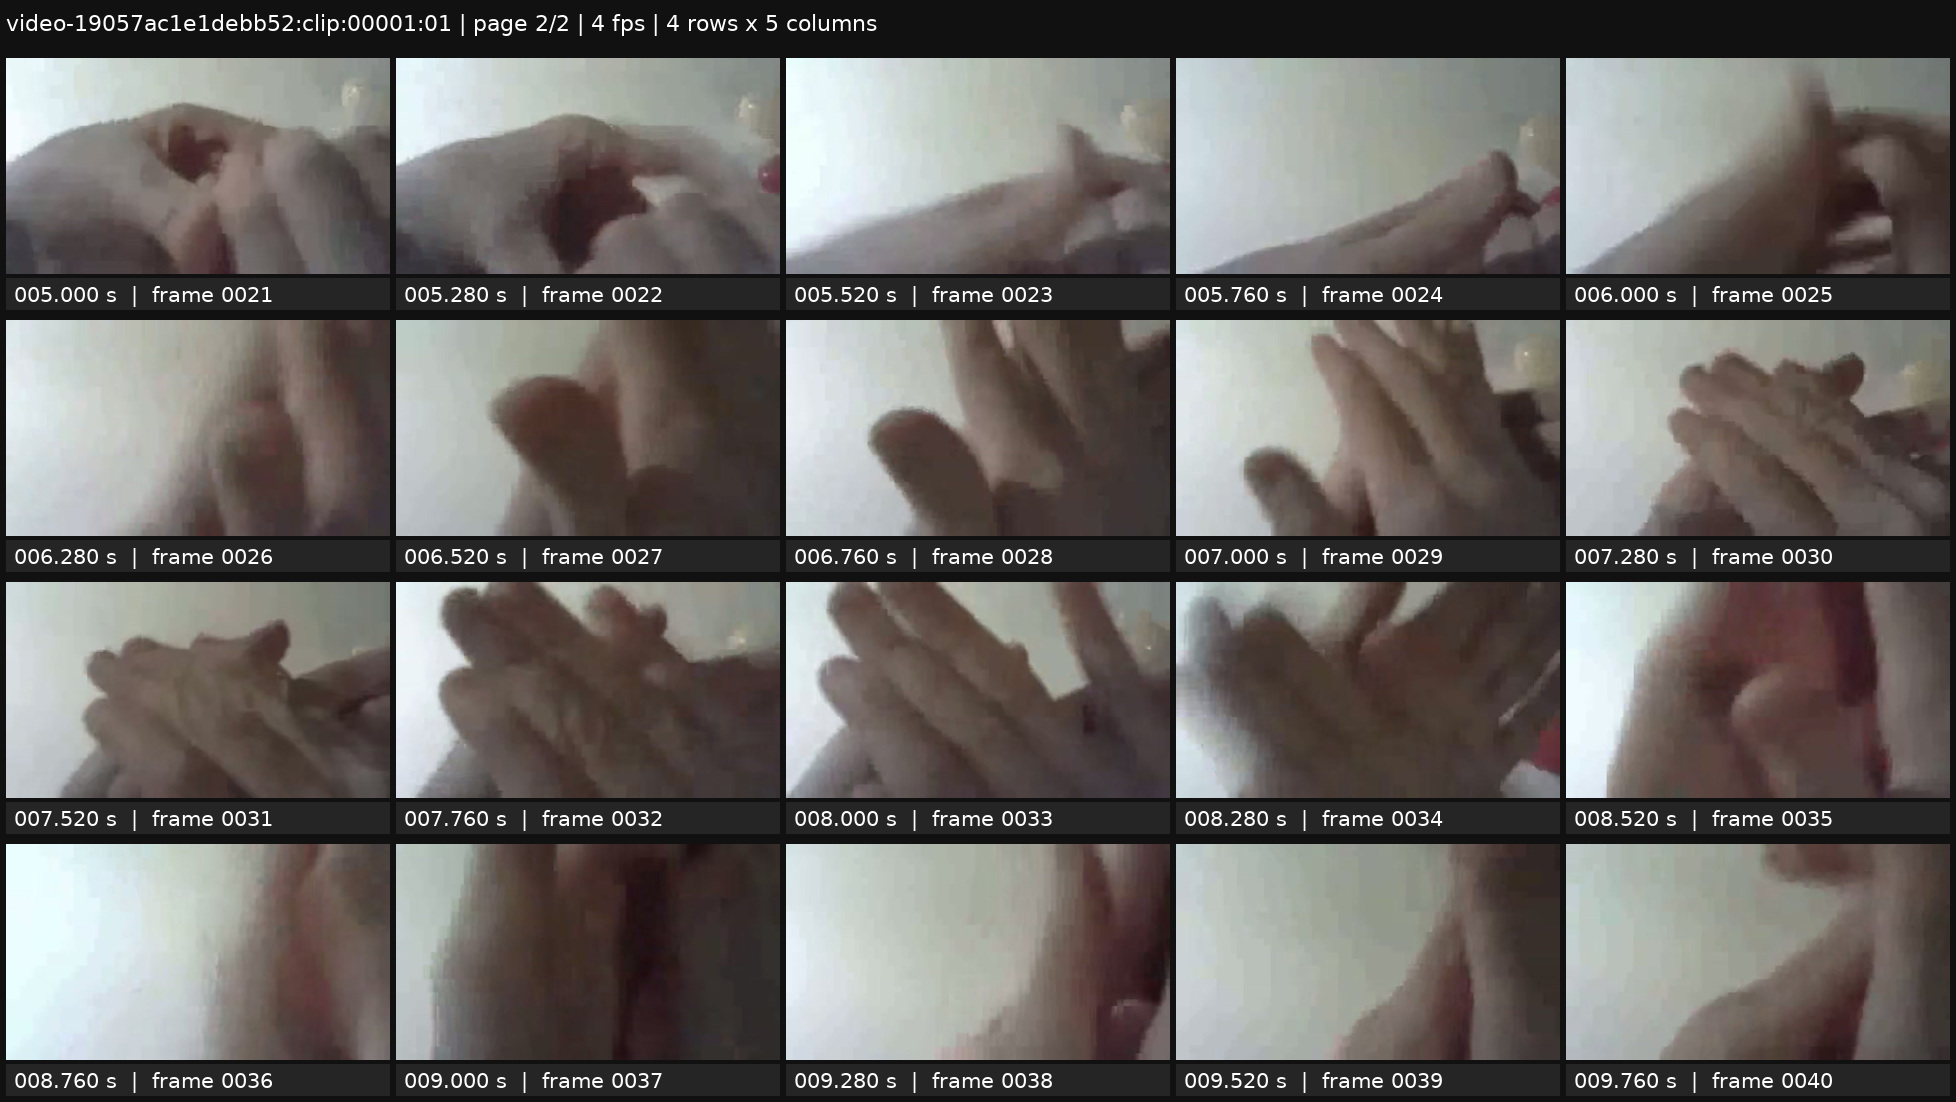 video-19057ac1e1debb52:clip:00001:01 | page 2/2 | 4 fps | 4 rows x 5 columns
005.000 s | frame 0021
005.280 s | frame 0022
005.520 s | frame 0023
005.760 s | frame 0024
006.000 s | frame 0025
006.280 s | frame 0026
006.520 s | frame 0027
006.760 s | frame 0028
007.000 s | frame 0029
007.280 s | frame 0030
007.520 s | frame 0031
007.760 s | frame 0032
008.000 s | frame 0033
008.280 s | frame 0034
008.520 s | frame 0035
008.760 s | frame 0036
009.000 s | frame 0037
009.280 s | frame 0038
009.520 s | frame 0039
009.760 s | frame 0040